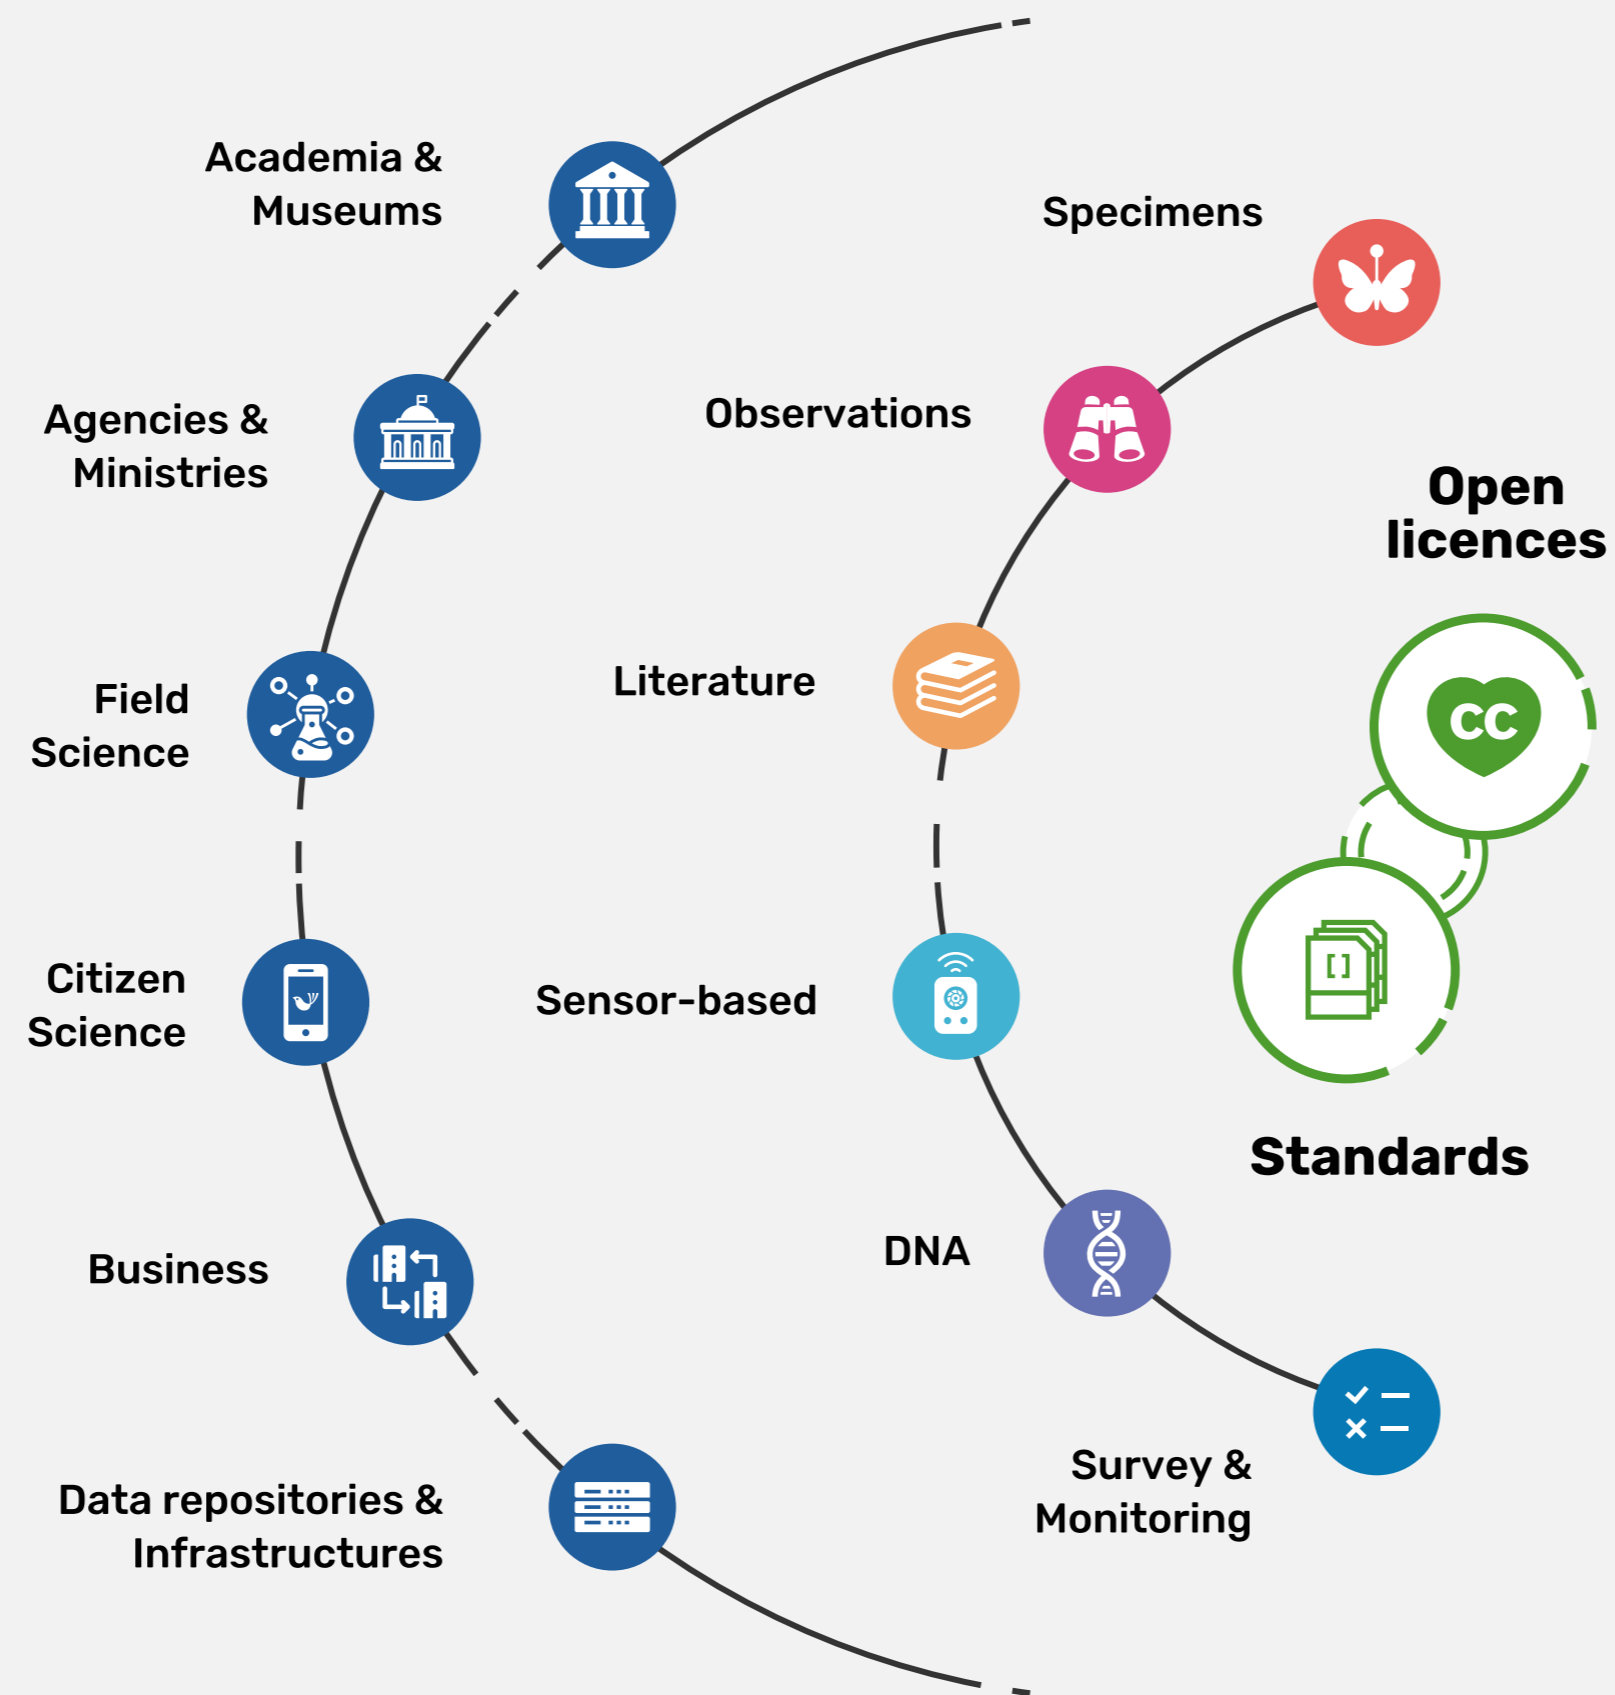 Academia &
Museums
Agencies &
Ministries
Field
Science
Citizen
Science
Business
Data repositories &
Infrastructures
Specimens
Observations
Literature
Sensor-based
DNA
Survey &
Monitoring
Open
licences
CC
[ ]
Standards